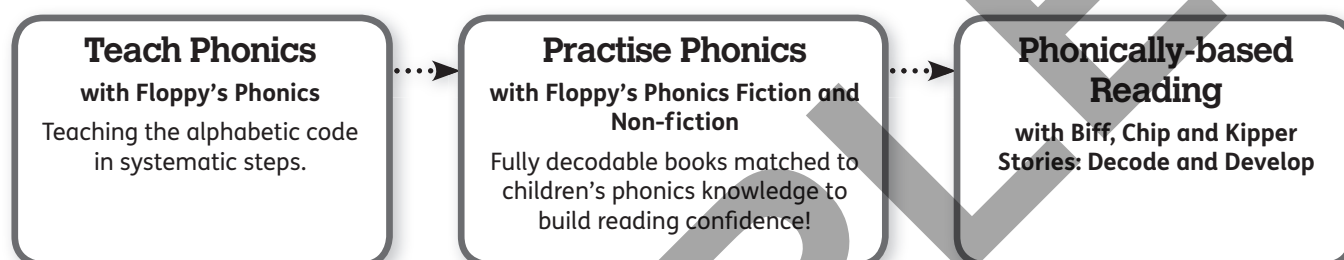 Teach Phonics
with Floppy’s Phonics
Teaching the alphabetic code
in systematic steps.
Practise Phonics
with Floppy’s Phonics Fiction and
Non-fiction
Fully decodable books matched to
children’s phonics knowledge to
build reading confidence!
Phonically-based
Reading
with Biff, Chip and Kipper
Stories: Decode and Develop